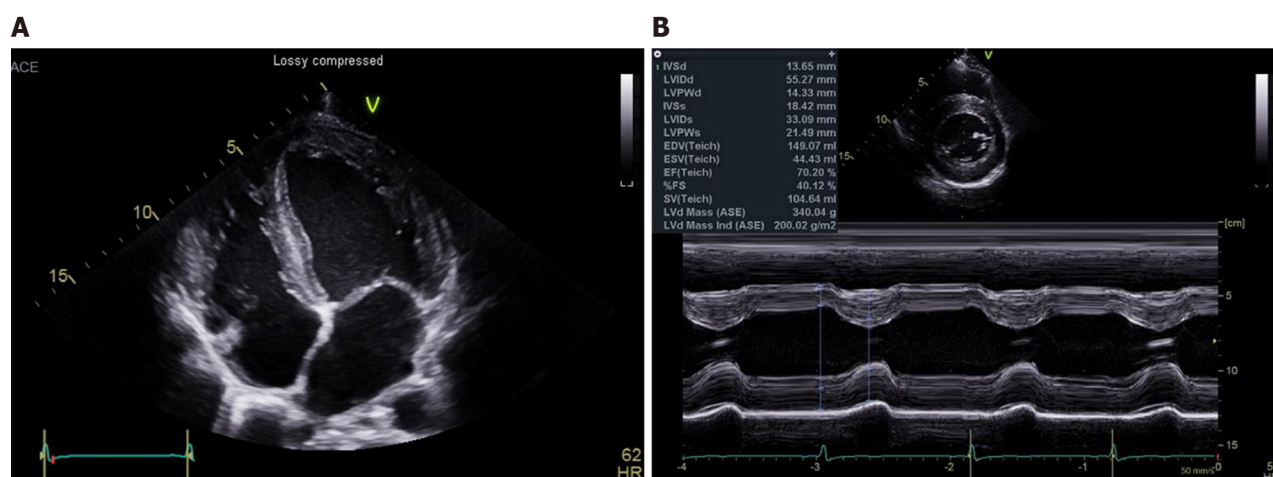 A
B
ACE
Lossy compressed
V
5
10
15
62
HR
1 IVSd 13.65 mm
LVIDd 55.27 mm
LVPWd 14.33 mm
IVSs 18.42 mm
LVIDs 33.09 mm
LVPWs 21.49 mm
EDV(Teich) 149.07 ml
ESV(Teich) 44.43 ml
EF(Teich) 70.20 %
%FS 40.12 %
SV(Teich) 104.64 ml
LVd Mass (ASE) 340.04 g
LVd Mass Ind (ASE) 200.02 g/m2
V
5
10
15
[cm]
5
10
15
-4 -3 -2 -1 0
50 mm/s